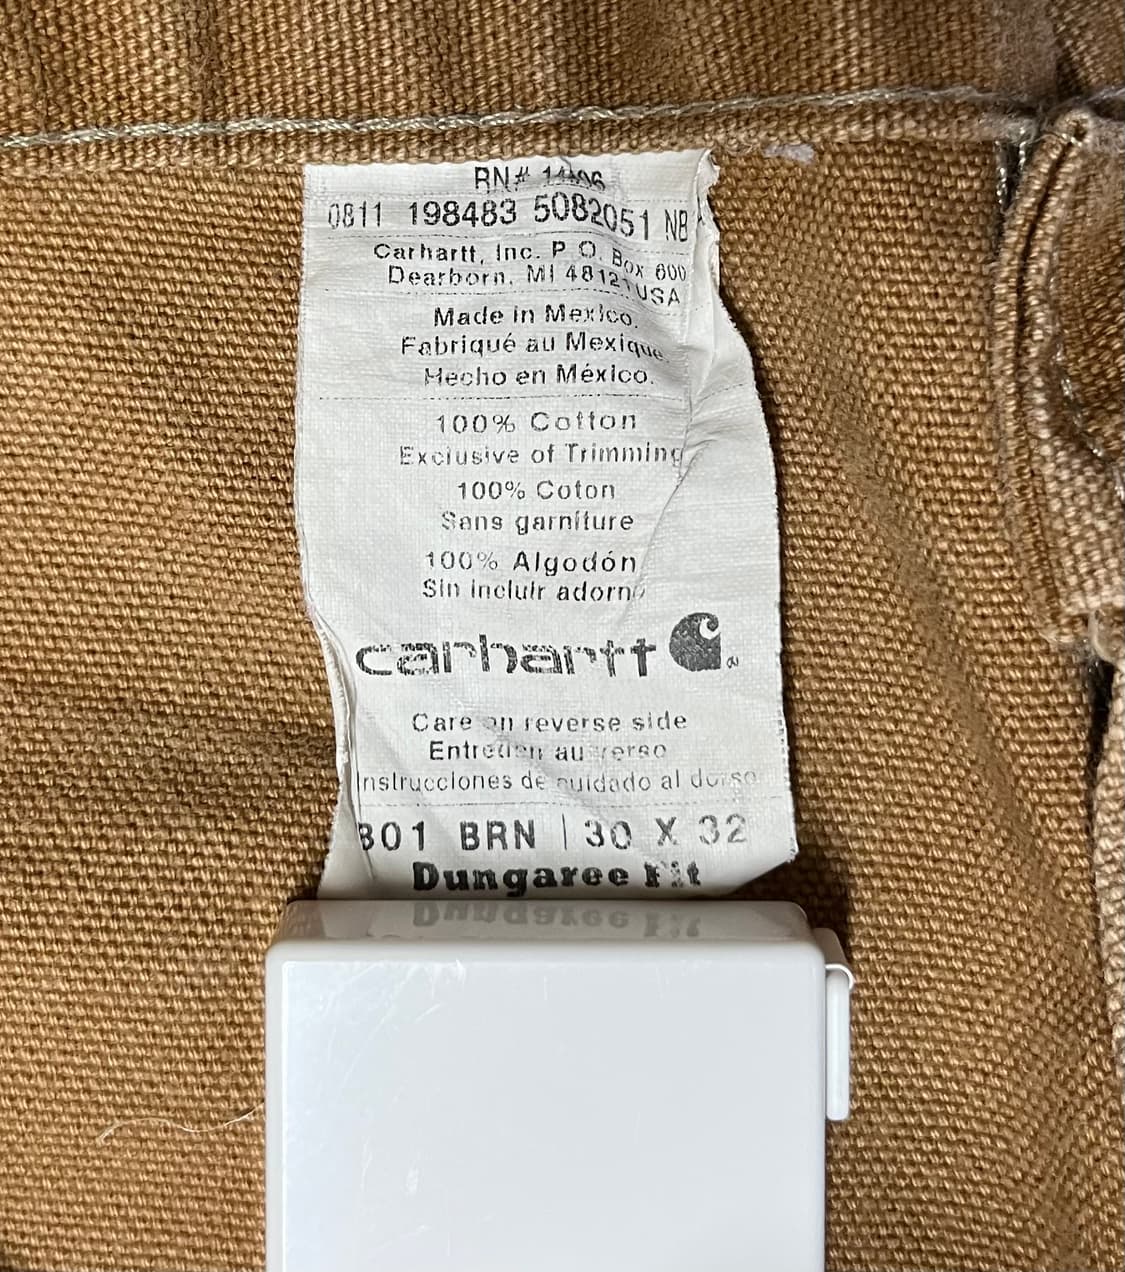 RN# 14806
0811 198483 5082051 NB
Carhartt, Inc. P.O. Box 600
Dearborn, MI 48121 USA
Made in Mexico.
Fabriqué au Mexique.
Hecho en México.
100% Cotton
Exclusive of Trimming
100% Coton
Sans garniture
100% Algodón
Sin incluir adorno
carhartt
Care on reverse side
Entretien au verso
Instrucciones de cuidado al dorso
B01 BRN | 30 X 32
Dungaree Fit